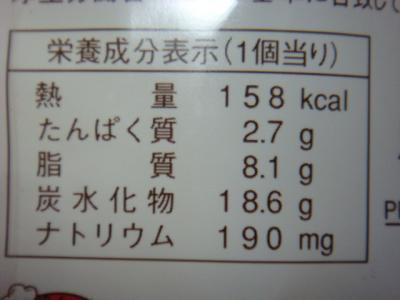 栄養成分表示(1個当り)
熱量 158 kcal
たんぱく質 2.7 g
脂質 8.1 g
炭水化物 18.6 g
ナトリウム 190 mg